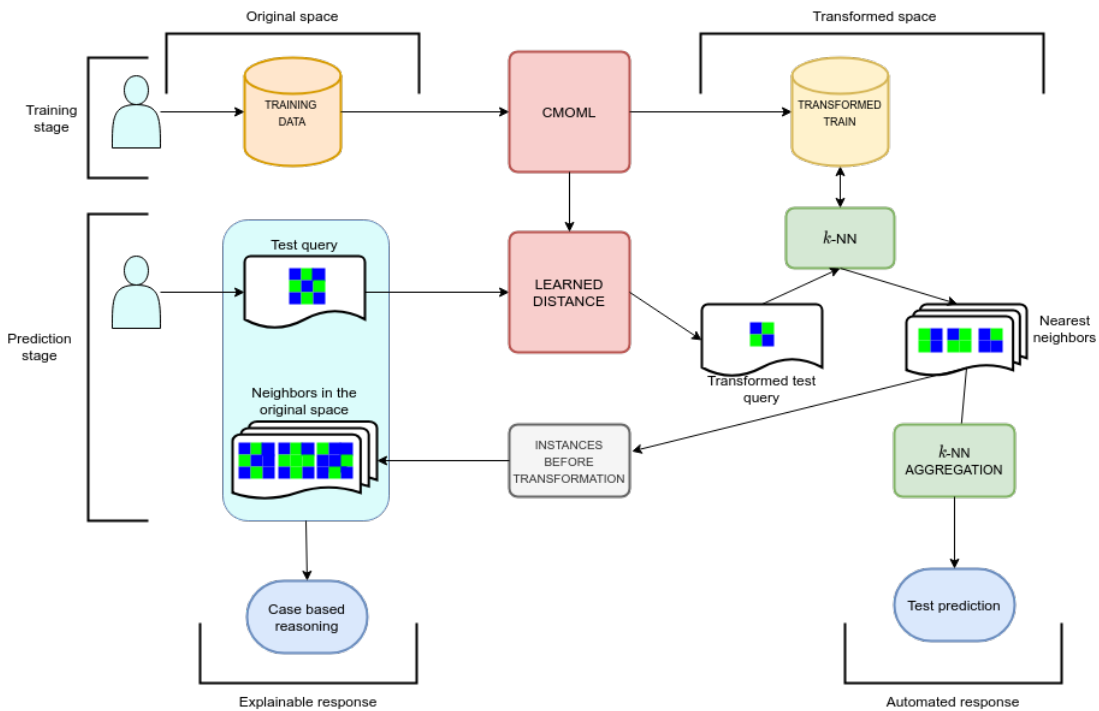 Original space
Transformed space
Training
stage
TRAINING
DATA
CMOML
TRANSFORMED
TRAIN
Prediction
stage
Test query
LEARNED
DISTANCE
k-NN
Transformed test
query
Nearest
neighbors
Neighbors in the
original space
INSTANCES
BEFORE
TRANSFORMATION
k-NN
AGGREGATION
Case based
reasoning
Test prediction
Explainable response
Automated response